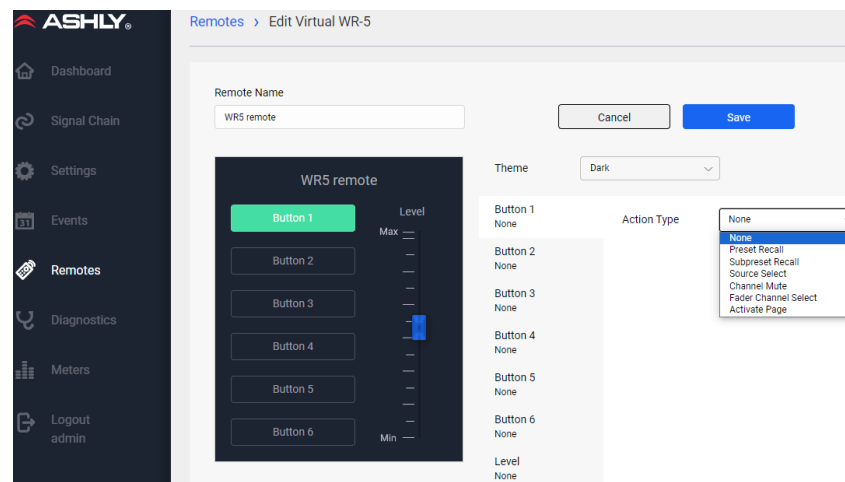 ASHLY®
Dashboard
Signal Chain
Settings
31
Events
Remotes
Diagnostics
Meters
Logout
admin
Remotes › Edit Virtual WR-5
Remote Name
WR5 remote
Cancel
Save
WR5 remote
Button 1
Button 2
Button 3
Button 4
Button 5
Button 6
Level
Max
Min
Theme
Dark
Button 1
None
Button 2
None
Button 3
None
Button 4
None
Button 5
None
Button 6
None
Level
None
Action Type
None
None
Preset Recall
Subpreset Recall
Source Select
Channel Mute
Fader Channel Select
Activate Page